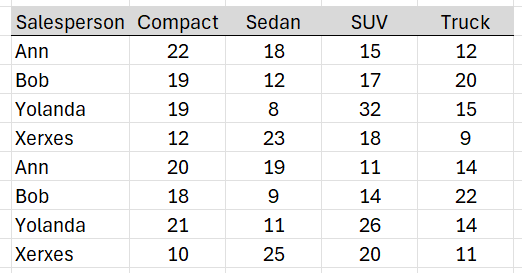 Salesperson Compact Sedan SUV Truck
Ann 22 18 15 12
Bob 19 12 17 20
Yolanda 19 8 32 15
Xerxes 12 23 18 9
Ann 20 19 11 14
Bob 18 9 14 22
Yolanda 21 11 26 14
Xerxes 10 25 20 11